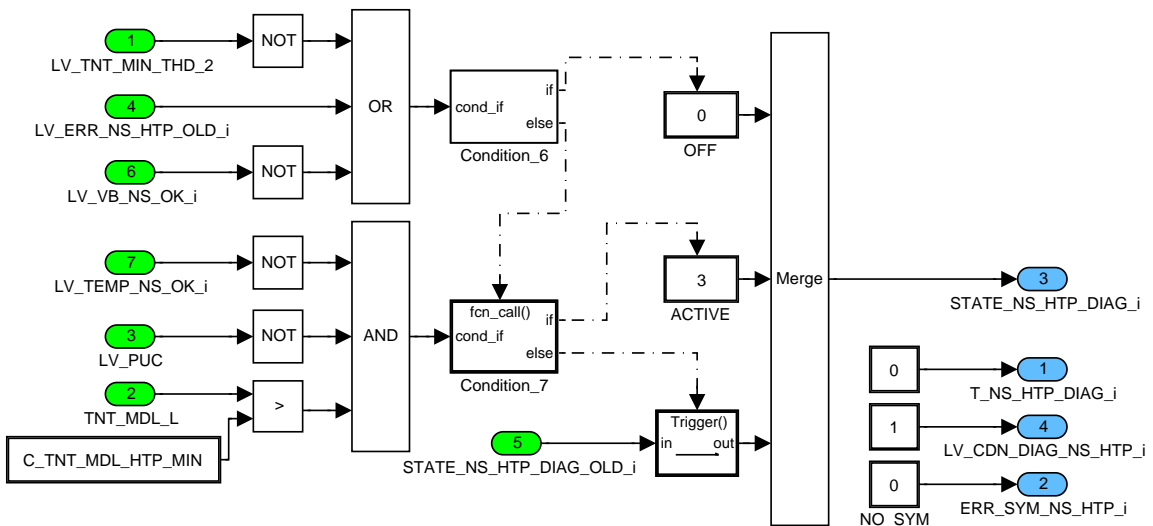 1
LV_TNT_MIN_THD_2
NOT
4
LV_ERR_NS_HTP_OLD_i
6
LV_VB_NS_OK_i
NOT
OR
cond_if
if
else
Condition_6
0
OFF
7
LV_TEMP_NS_OK_i
NOT
3
LV_PUC
NOT
2
TNT_MDL_L
>
C_TNT_MDL_HTP_MIN
AND
fcn_call()
cond_if
if
else
Condition_7
3
ACTIVE
5
STATE_NS_HTP_DIAG_OLD_i
Trigger()
in
out
Merge
3
STATE_NS_HTP_DIAG_i
0
1
T_NS_HTP_DIAG_i
1
4
LV_CDN_DIAG_NS_HTP_i
0
NO_SYM
2
ERR_SYM_NS_HTP_i